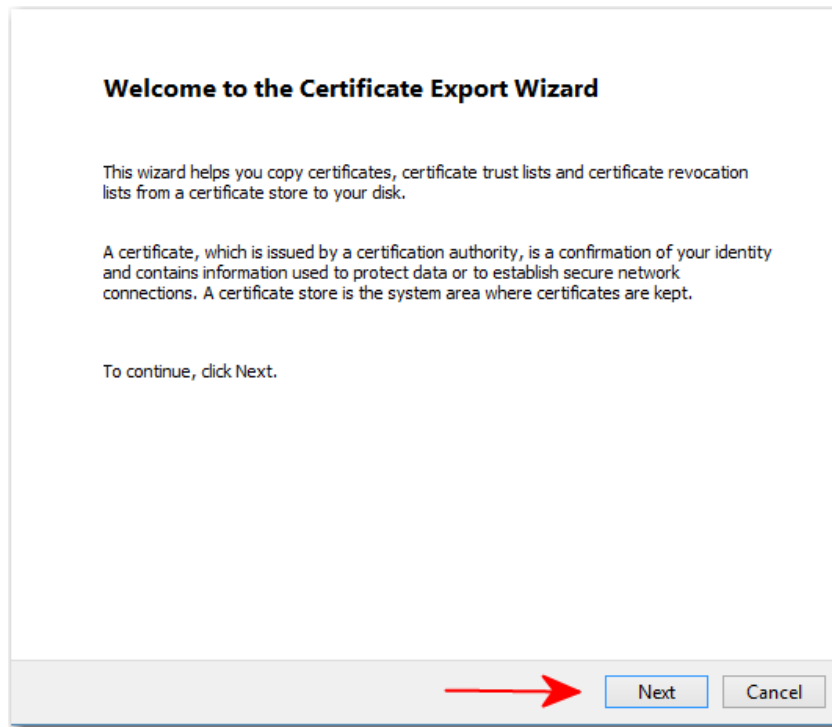 Welcome to the Certificate Export Wizard
This wizard helps you copy certificates, certificate trust lists and certificate revocation
lists from a certificate store to your disk.
A certificate, which is issued by a certification authority, is a confirmation of your identity
and contains information used to protect data or to establish secure network
connections. A certificate store is the system area where certificates are kept.
To continue, click Next.
Next Cancel